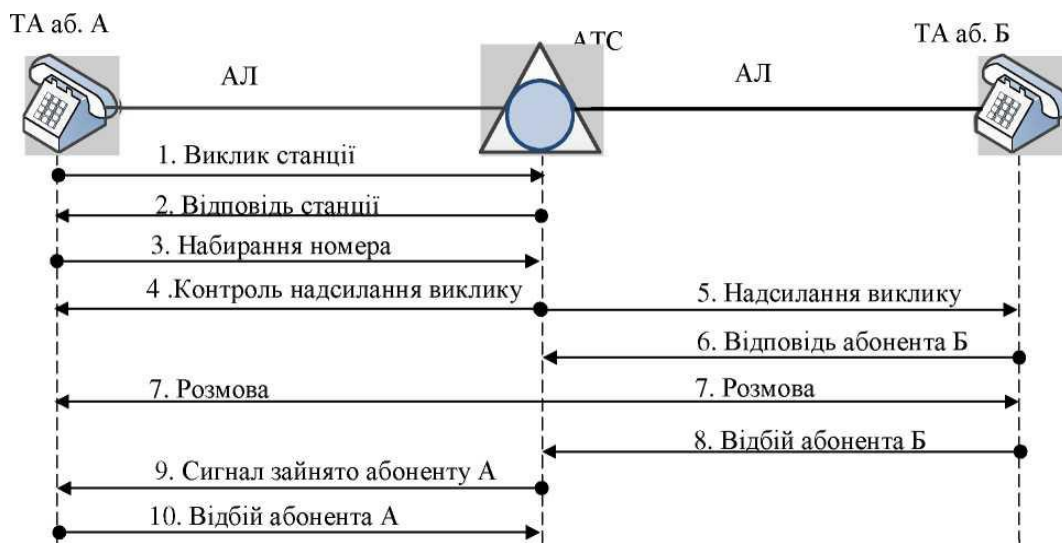 ТА аб. А
АТС
ТА аб. Б
АЛ
АЛ
1. Виклик станції
2. Відповідь станції
3. Набирання номера
4 .Контроль надсилання виклику
5. Надсилання виклику
6. Відповідь абонента Б
7. Розмова
7. Розмова
8. Відбій абонента Б
9. Сигнал зайнято абоненту А
10. Відбій абонента А